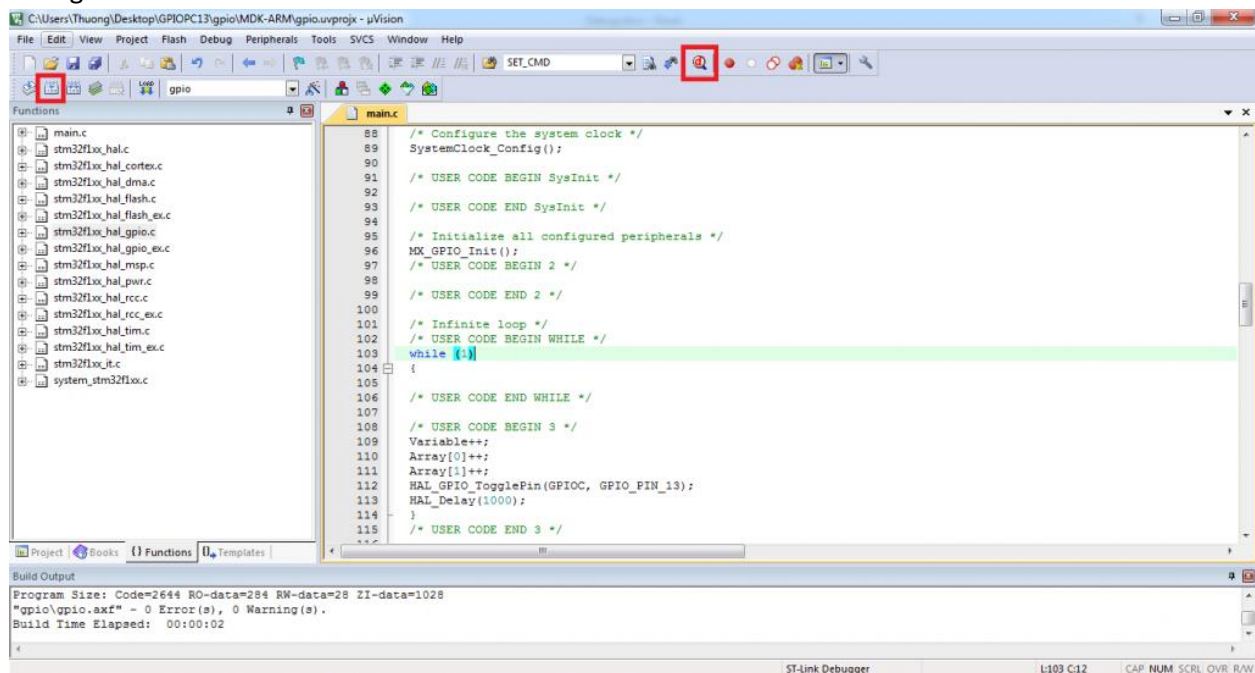 C:\Users\Thuong\Desktop\GPIOPC13\gpio\MDK-ARM\gpio.uvprojx - µVision
File Edit View Project Flash Debug Peripherals Tools SVCS Window Help
SET_CMD
LOAD gpio
Functions
main.c
stm32f1xx_hal.c
stm32f1xx_hal_cortex.c
stm32f1xx_hal_dma.c
stm32f1xx_hal_flash.c
stm32f1xx_hal_flash_ex.c
stm32f1xx_hal_gpio.c
stm32f1xx_hal_gpio_ex.c
stm32f1xx_hal_msp.c
stm32f1xx_hal_pwr.c
stm32f1xx_hal_rcc.c
stm32f1xx_hal_rcc_ex.c
stm32f1xx_hal_tim.c
stm32f1xx_hal_tim_ex.c
stm32f1xx_it.c
system_stm32f1xx.c
Project Books {} Functions 0 Templates
main.c
88 /* Configure the system clock */
89 SystemClock_Config();
90
91 /* USER CODE BEGIN SysInit */
92
93 /* USER CODE END SysInit */
94
95 /* Initialize all configured peripherals */
96 MX_GPIO_Init();
97 /* USER CODE BEGIN 2 */
98
99 /* USER CODE END 2 */
100
101 /* Infinite loop */
102 /* USER CODE BEGIN WHILE */
103 while (1)
104 {
105
106 /* USER CODE END WHILE */
107
108 /* USER CODE BEGIN 3 */
109 Variable++;
110 Array[0]++;
111 Array[1]++;
112 HAL_GPIO_TogglePin(GPIOC, GPIO_PIN_13);
113 HAL_Delay(1000);
114 }
115 /* USER CODE END 3 */
Build Output
Program Size: Code=2644 RO-data=284 RW-data=28 ZI-data=1028
"gpio\gpio.axf" - 0 Error(s), 0 Warning(s).
Build Time Elapsed: 00:00:02
ST-Link Debugger L:103 C:12 CAP NUM SCRL OVR R/W